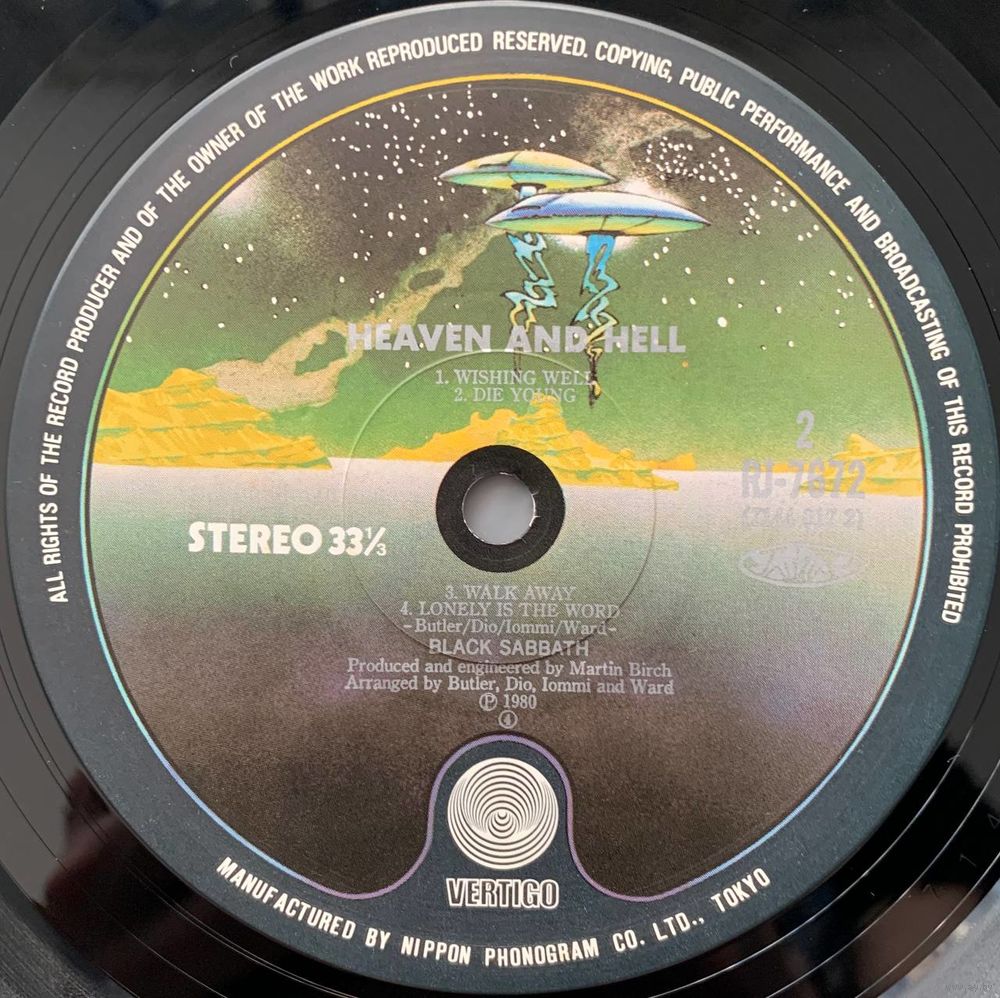 ALL RIGHTS OF THE RECORD PRODUCER AND OF THE OWNER OF THE WORK REPRODUCED RESERVED. COPYING, PUBLIC PERFORMANCE AND BROADCASTING OF THIS RECORD PROHIBITED
HEAVEN AND HELL
1. WISHING WELL
2. DIE YOUNG
2
RJ-7672
STEREO 33⅓
3. WALK AWAY
4. LONELY IS THE WORD
-Butler/Dio/Iommi/Ward-
BLACK SABBATH
Produced and engineered by Martin Birch
Arranged by Butler, Dio, Iommi and Ward
Ⓟ 1980
④
VERTIGO
MANUFACTURED BY NIPPON PHONOGRAM CO. LTD., TOKYO